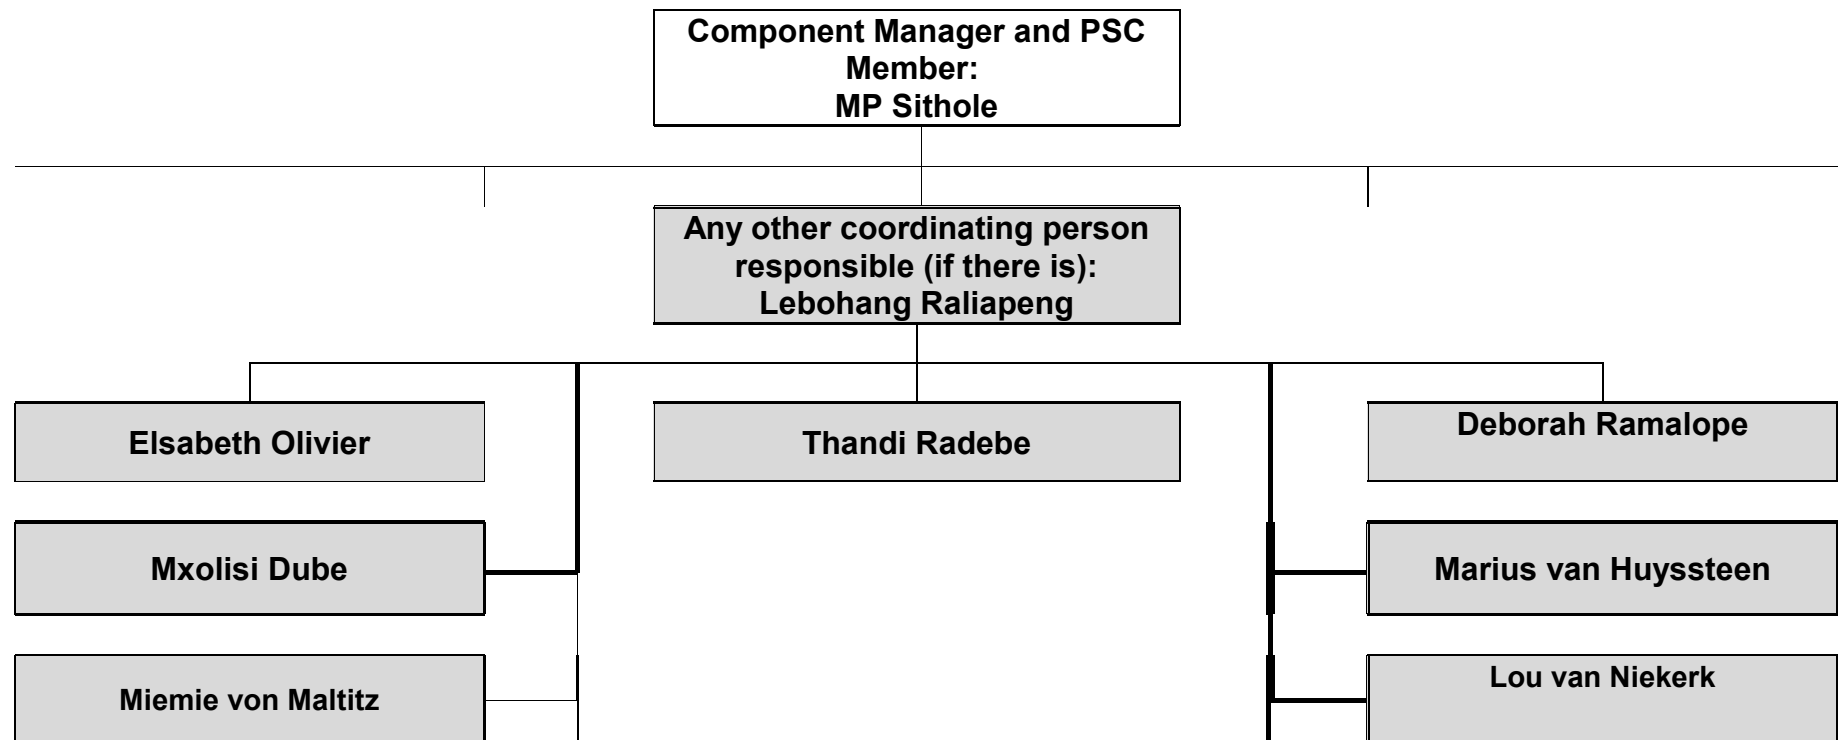 Component Manager and PSC
Member:
MP Sithole
Any other coordinating person
responsible (if there is):
Lebohang Raliapeng
Elsabeth Olivier
Thandi Radebe
Deborah Ramalope
Mxolisi Dube
Marius van Huyssteen
Miemie von Maltitz
Lou van Niekerk